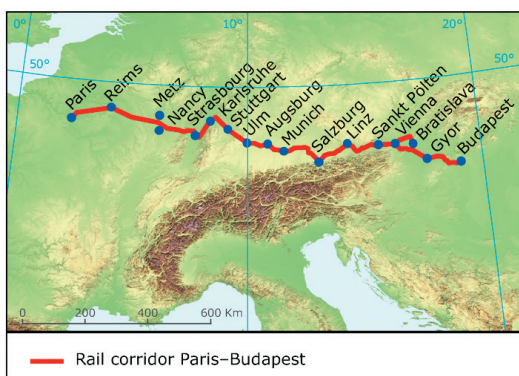 0° 10° 20°
50° 50°
Paris
Reims
Metz
Nancy
Strasbourg
Karlsruhe
Stuttgart
Ulm
Augsburg
Munich
Salzburg
Linz
Sankt Pölten
Vienna
Bratislava
Gyor
Budapest
0 200 400 600 Km
Rail corridor Paris–Budapest